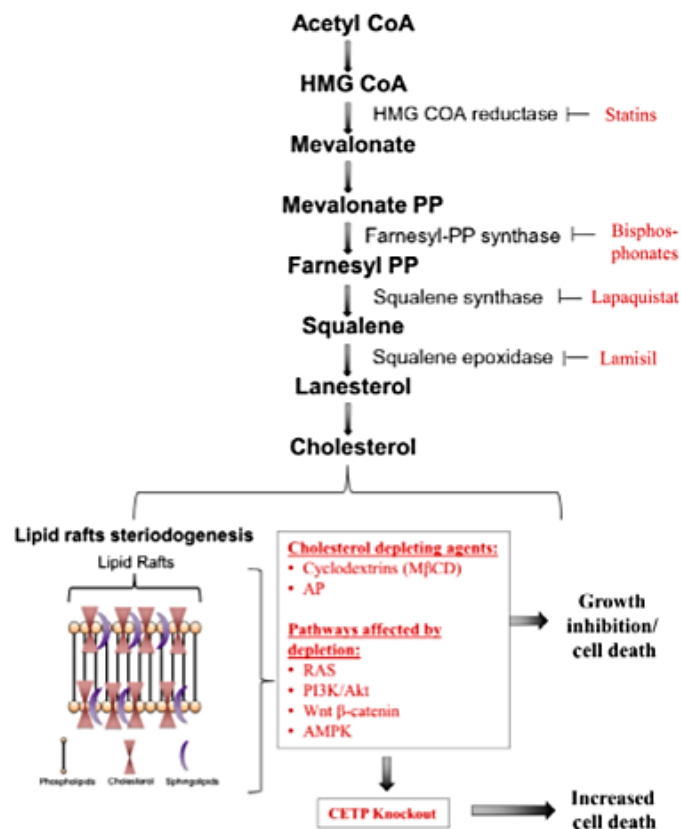 Acetyl CoA
HMG CoA
HMG COA reductase
Statins
Mevalonate
Mevalonate PP
Farnesyl-PP synthase
Bisphos-
phonates
Farnesyl PP
Squalene synthase
Lapaquistat
Squalene
Squalene epoxidase
Lamisil
Lanesterol
Cholesterol
Lipid rafts steriodogenesis
Lipid Rafts
Phospholipids
Cholesterol
Sphingolipids
Cholesterol depleting agents:
• Cyclodextrins (MβCD)
• AP
Pathways affected by
depletion:
• RAS
• PI3K/Akt
• Wnt β-catenin
• AMPK
Growth
inhibition/
cell death
CETP Knockout
Increased
cell death